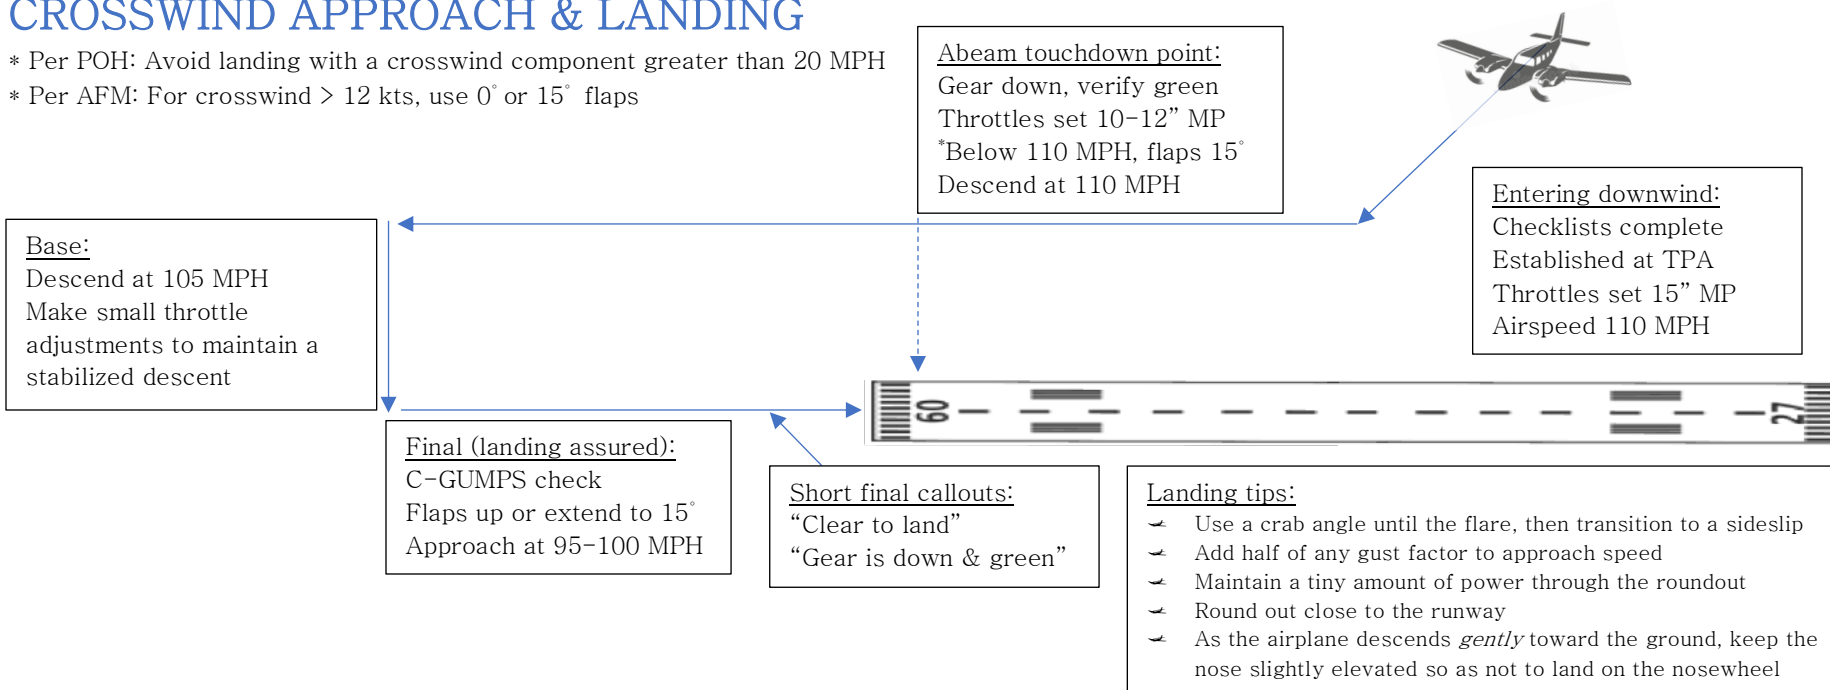 CROSSWIND APPROACH & LANDING
* Per POH: Avoid landing with a crosswind component greater than 20 MPH
* Per AFM: For crosswind > 12 kts, use 0° or 15° flaps
Abeam touchdown point:
Gear down, verify green
Throttles set 10-12” MP
*Below 110 MPH, flaps 15°
Descend at 110 MPH
Entering downwind:
Checklists complete
Established at TPA
Throttles set 15” MP
Airspeed 110 MPH
Base:
Descend at 105 MPH
Make small throttle
adjustments to maintain a
stabilized descent
09
27
Final (landing assured):
C-GUMPS check
Flaps up or extend to 15°
Approach at 95-100 MPH
Short final callouts:
“Clear to land”
“Gear is down & green”
Landing tips:
Use a crab angle until the flare, then transition to a sideslip
Add half of any gust factor to approach speed
Maintain a tiny amount of power through the roundout
Round out close to the runway
As the airplane descends gently toward the ground, keep the
nose slightly elevated so as not to land on the nosewheel